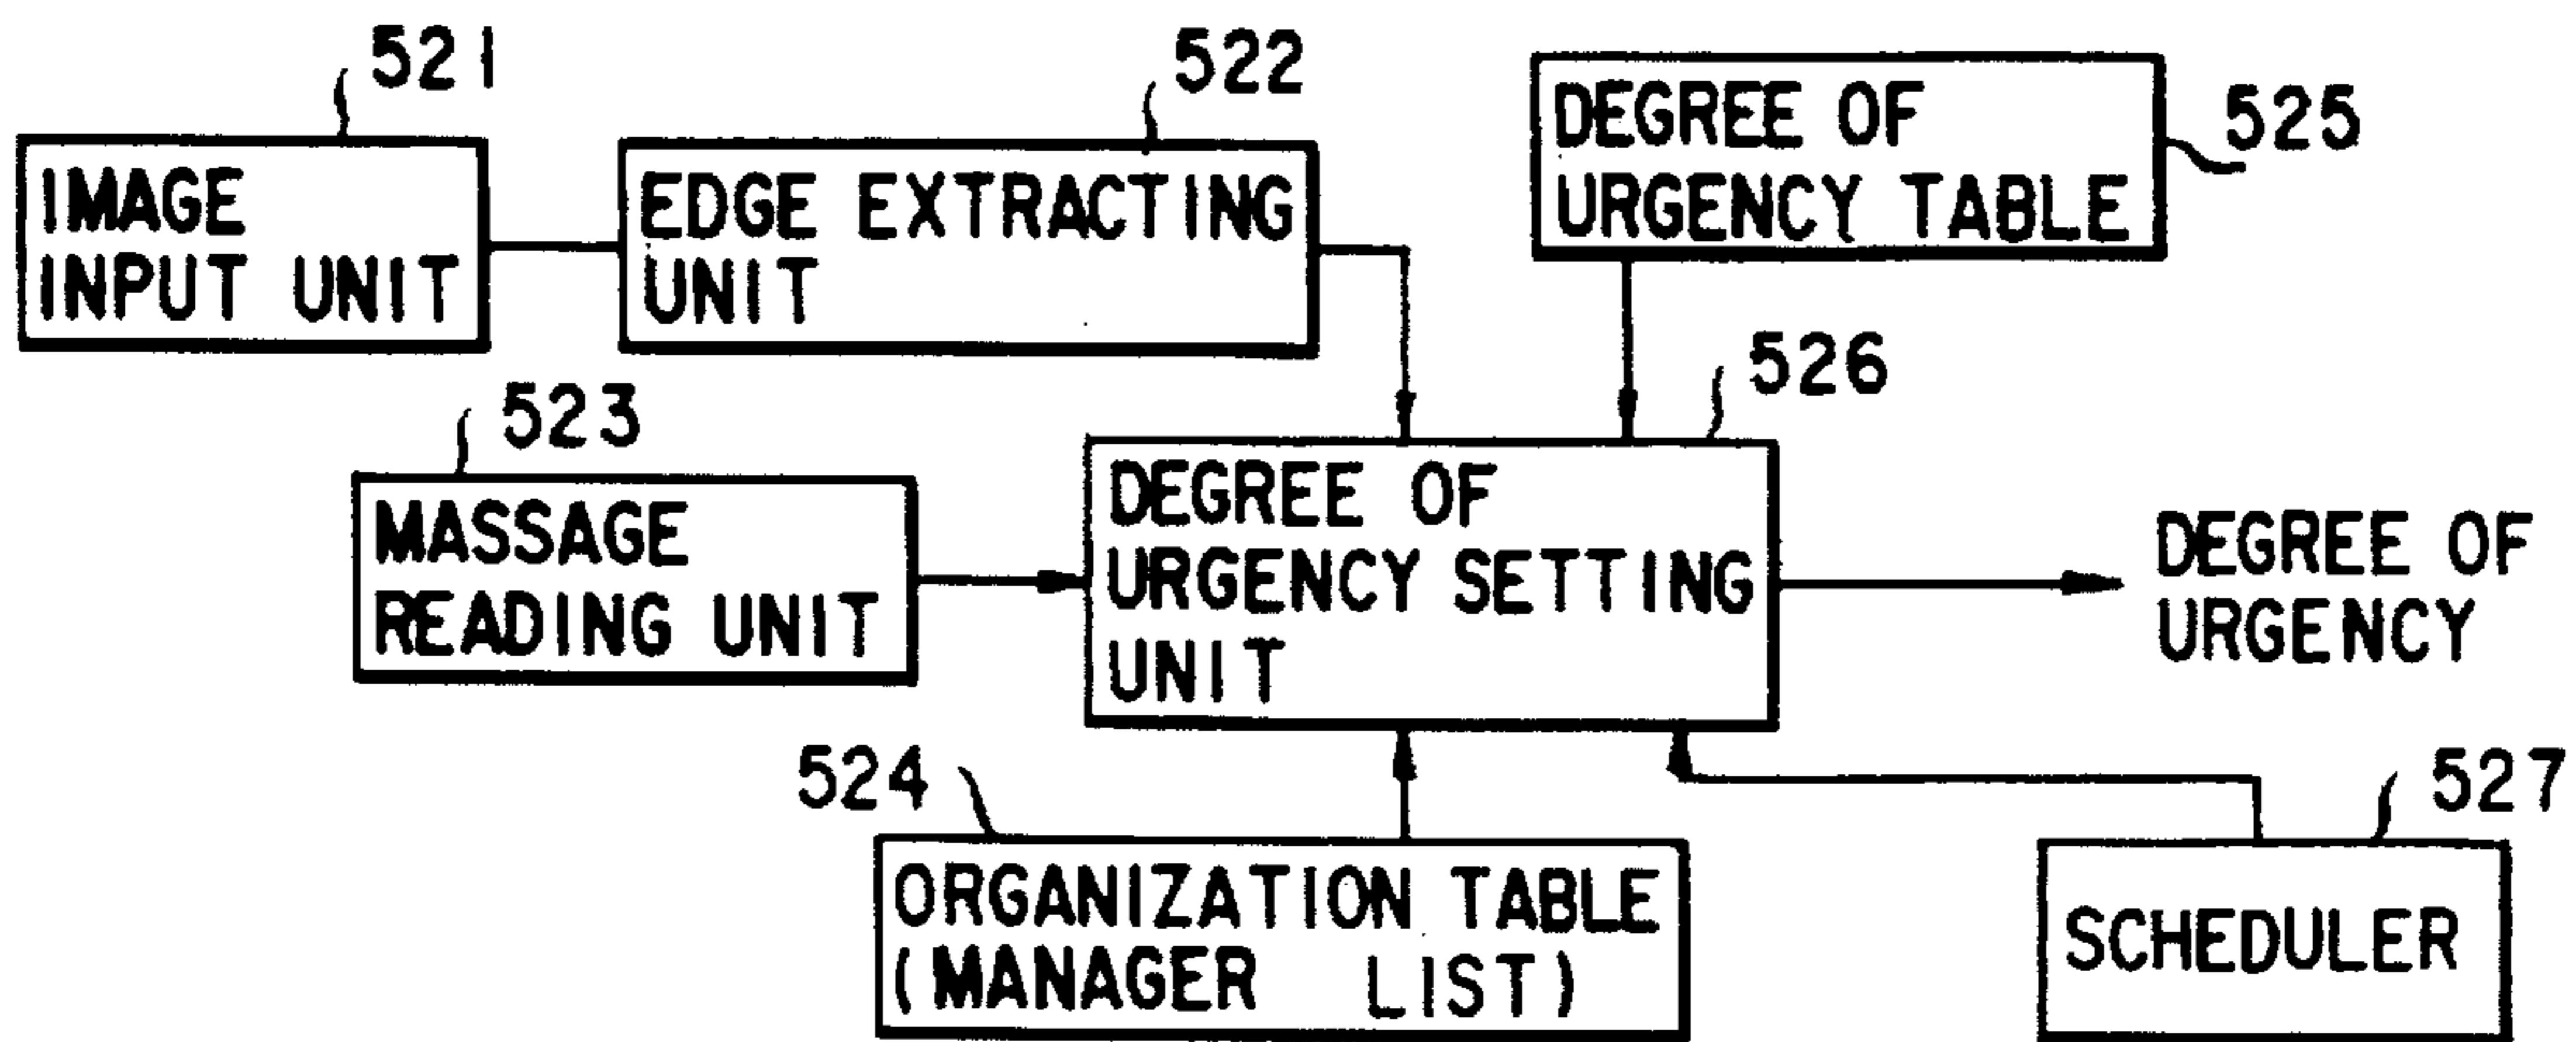 521
IMAGE
INPUT UNIT
522
EDGE EXTRACTING
UNIT
525
DEGREE OF
URGENCY TABLE
523
MASSAGE
READING UNIT
526
DEGREE OF
URGENCY SETTING
UNIT
DEGREE OF
URGENCY
524
ORGANIZATION TABLE
(MANAGER LIST)
527
SCHEDULER